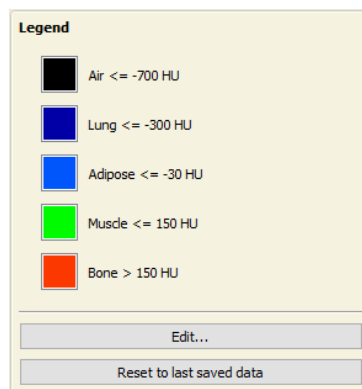 Legend
Air <= -700 HU
Lung <= -300 HU
Adipose <= -30 HU
Muscle <= 150 HU
Bone > 150 HU
Edit...
Reset to last saved data